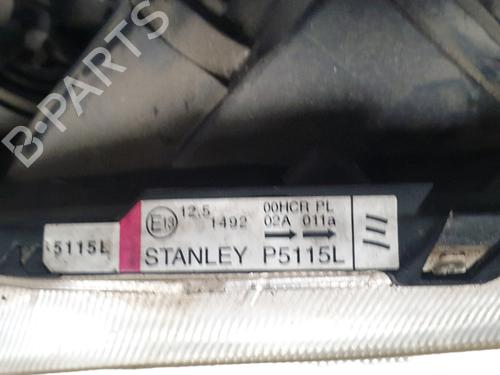 B-PARTS
5115L
E13
12.5
1492
00HCR PL
02A 011a
STANLEY P5115L